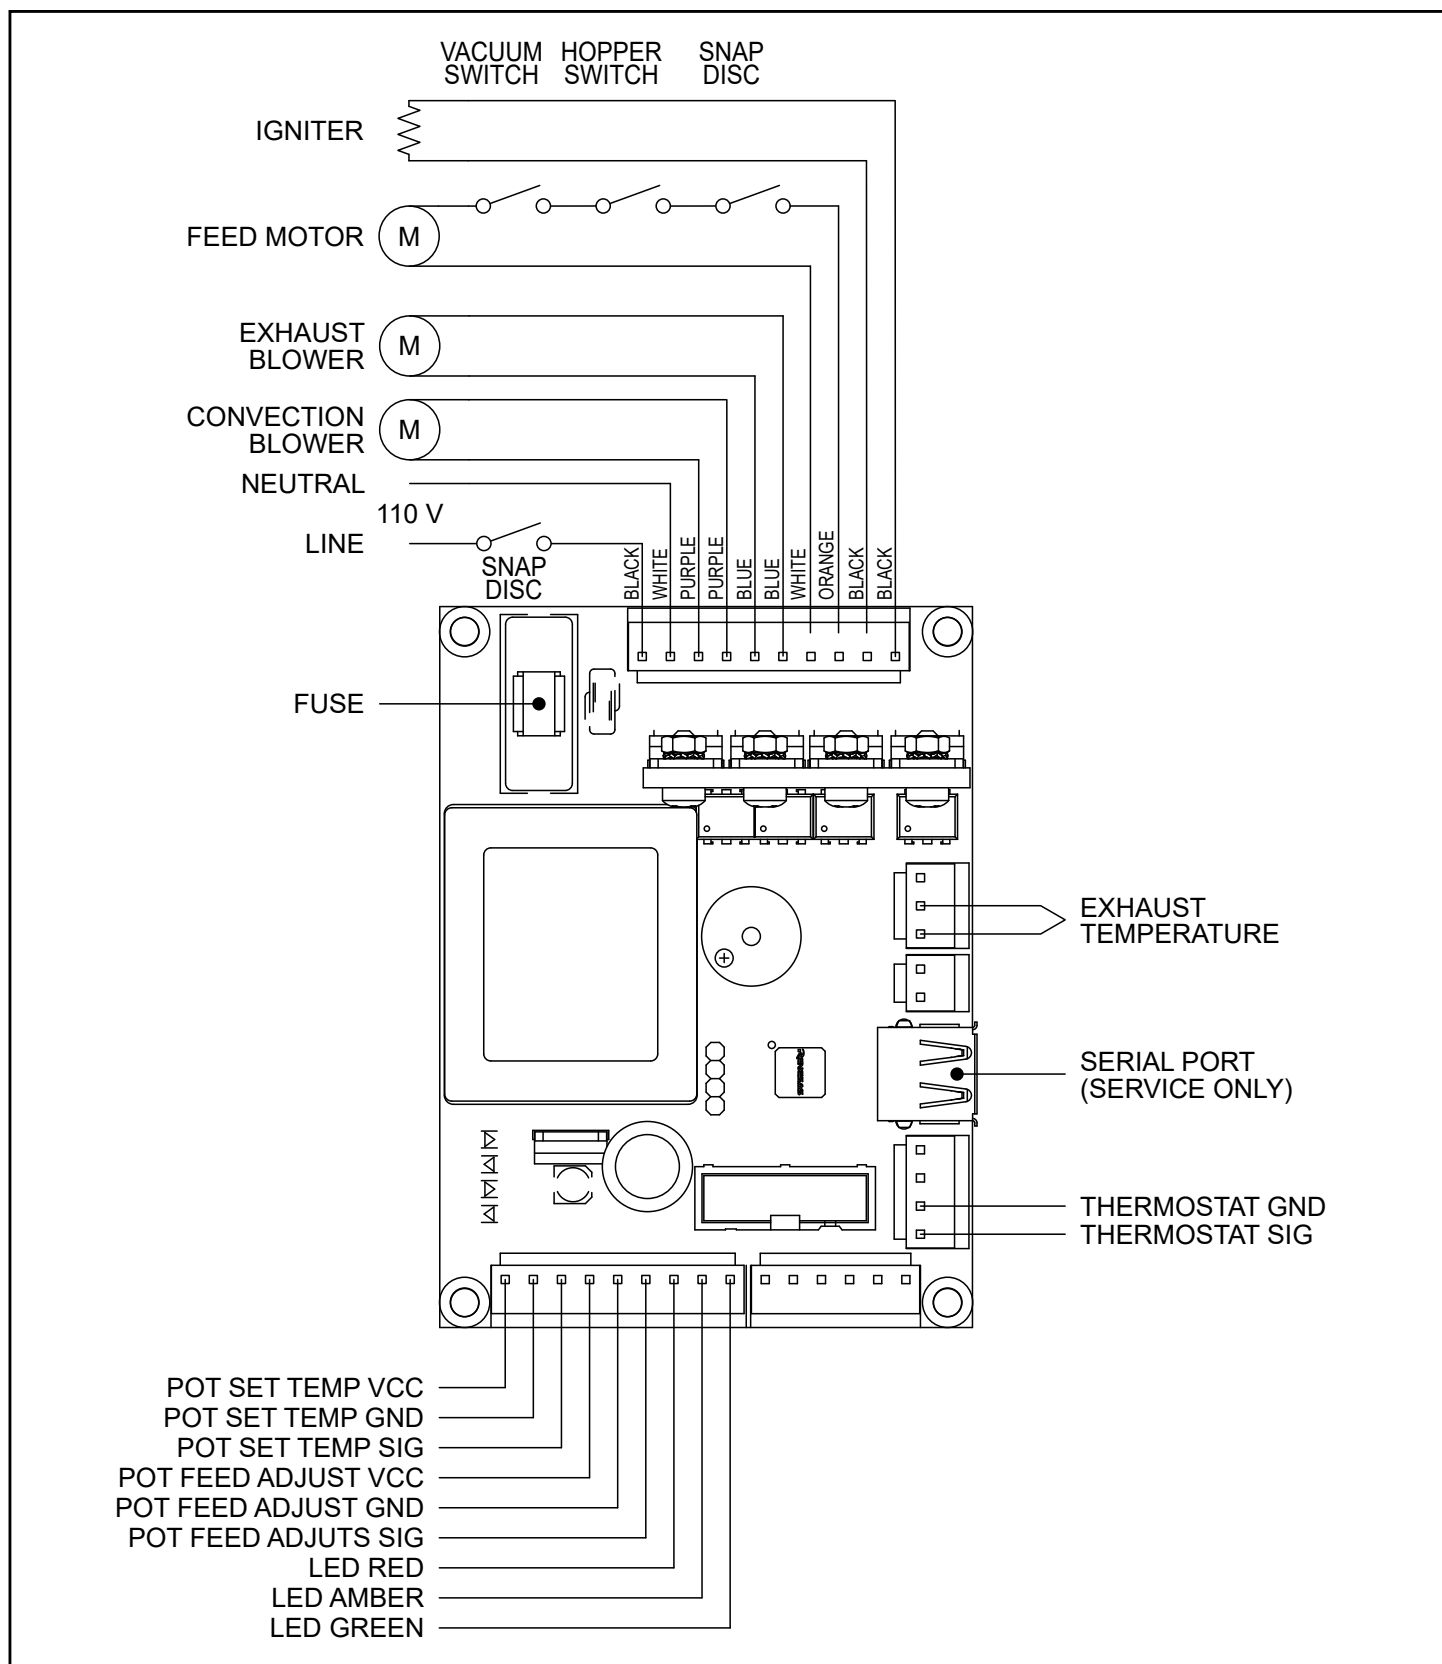 VACUUM SWITCH
HOPPER SWITCH
SNAP DISC
IGNITER
FEED MOTOR
M
EXHAUST BLOWER
M
CONVECTION BLOWER
M
NEUTRAL
110 V
LINE
SNAP DISC
BLACK
WHITE
PURPLE
PURPLE
BLUE
BLUE
WHITE
ORANGE
BLACK
BLACK
FUSE
EXHAUST
TEMPERATURE
SERIAL PORT
(SERVICE ONLY)
THERMOSTAT GND
THERMOSTAT SIG
POT SET TEMP VCC
POT SET TEMP GND
POT SET TEMP SIG
POT FEED ADJUST VCC
POT FEED ADJUST GND
POT FEED ADJUTS SIG
LED RED
LED AMBER
LED GREEN